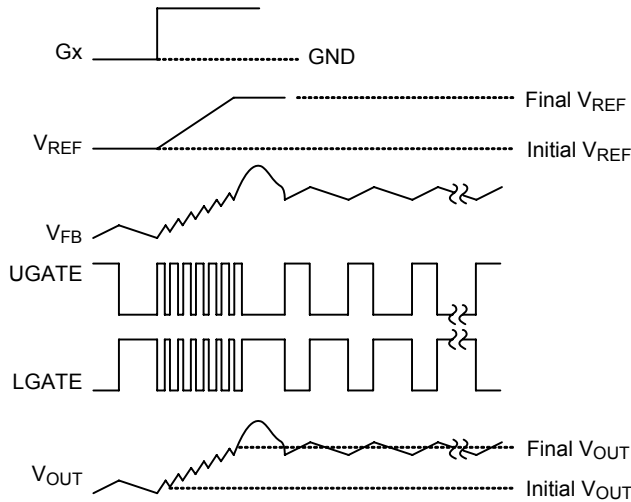 Gx
GND
Final VREF
VREF
Initial VREF
VFB
UGATE
LGATE
Final VOUT
VOUT
Initial VOUT